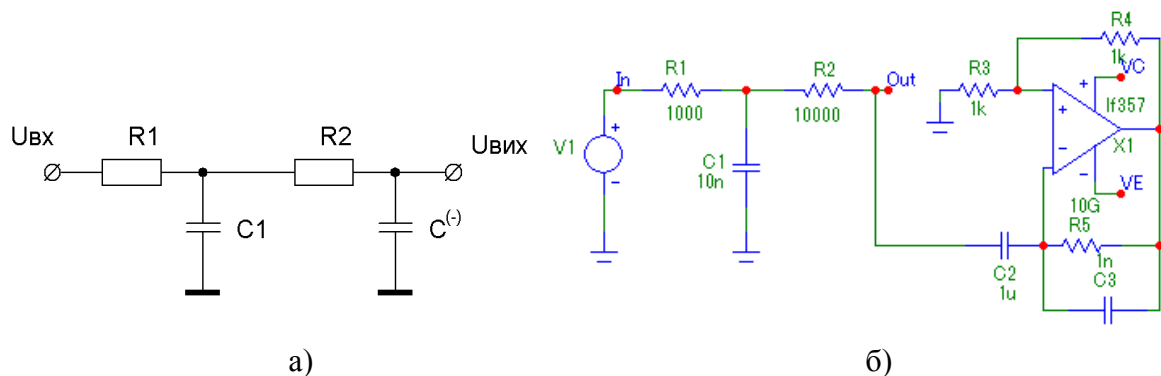 Uвх
R1
R2
Uвих
C1
C(-)
а)
In
R1
1000
R2
10000
Out
V1
C1
10n
R3
1k
R4
1k
VC
lf357
X1
VE
10G
R5
1n
C3
C2
1u
б)